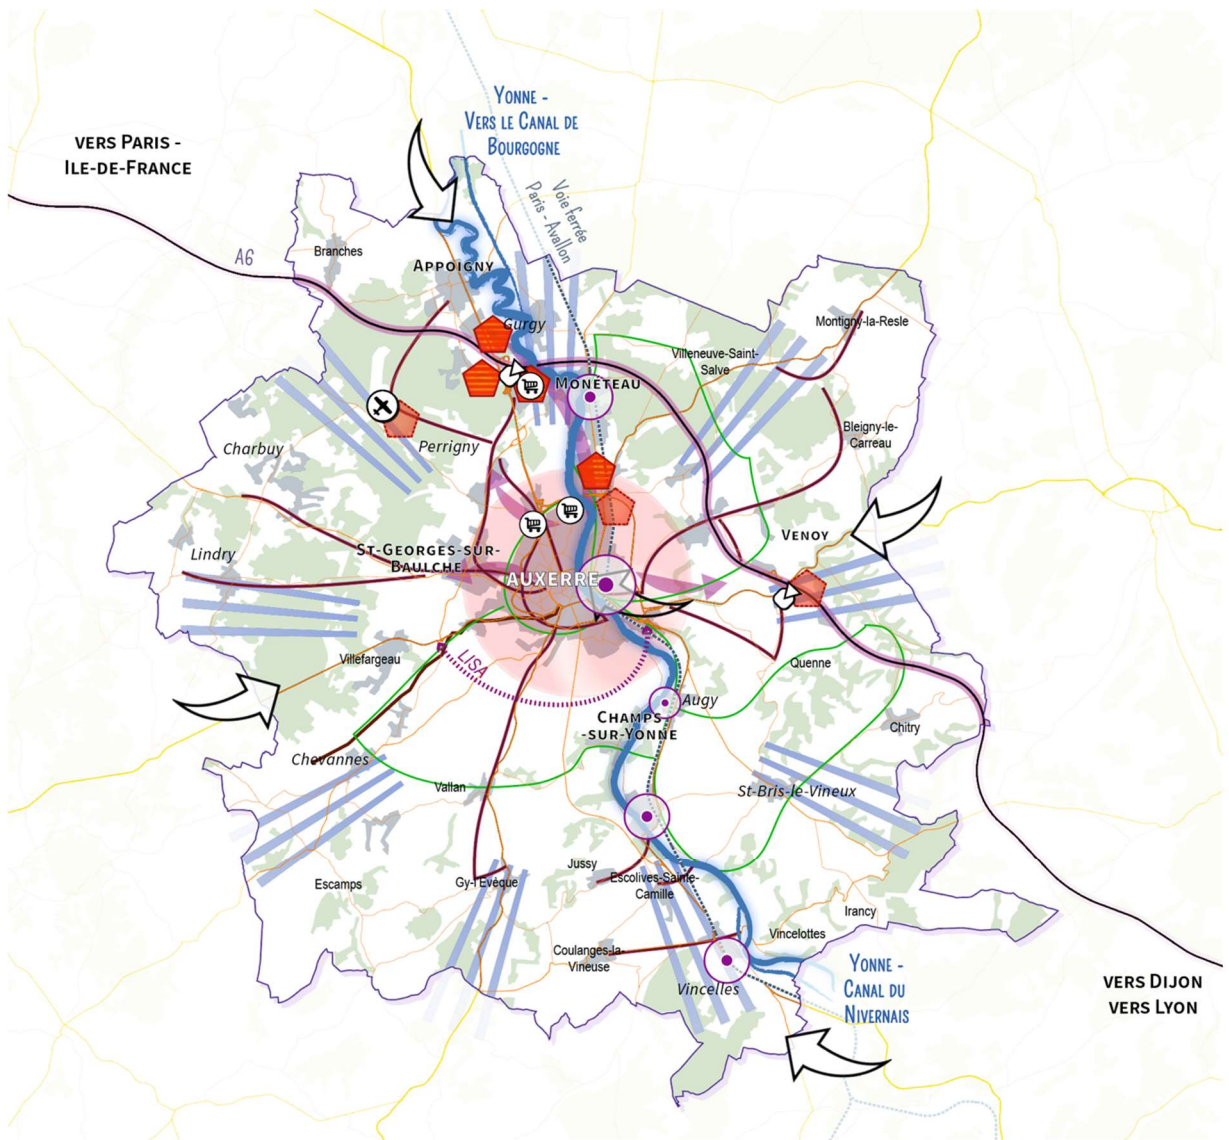 YONNE -
VERS LE CANAL DE
BOURGOGNE
VERS PARIS -
ILE-DE-FRANCE
Voie ferrée
Paris - Avallon
A6
Branches
APPOIGNY
Gurgy
Montigny-la-Resle
Villeneuve-Saint-
Salve
MONÉTEAU
Perrigny
Charbuy
Bleigny-le-
Carreau
VENOY
Lindry
ST-GEORGES-SUR-
BAULCHE
AUXERRE
Villefargeau
LISA
Quenne
Augy
CHAMPS
-SUR-YONNE
Chitry
Chevannes
Vallan
St-Bris-le-Vineux
Jussy
Escolives-Sainte-
Camille
Escamps
Gy-l'Evèque
Irancy
Vincelottes
Coulanges-la-
Vineuse
Vincelles
YONNE -
CANAL DU
NIVERNAIS
VERS DIJON
VERS LYON